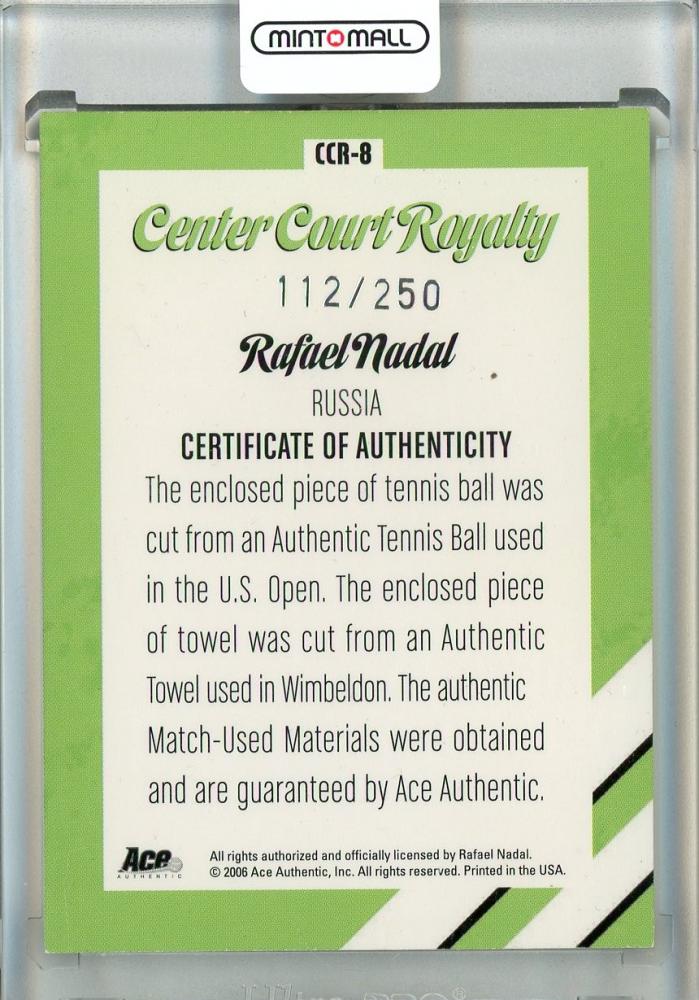 MINTOMALL
CCR-8
Center Court Royalty
112/250
Rafael Nadal
RUSSIA
CERTIFICATE OF AUTHENTICITY
The enclosed piece of tennis ball was
cut from an Authentic Tennis Ball used
in the U.S. Open. The enclosed piece
of towel was cut from an Authentic
Towel used in Wimbeldon. The authentic
Match-Used Materials were obtained
and are guaranteed by Ace Authentic.
Ace
AUTHENTIC
All rights authorized and officially licensed by Rafael Nadal.
© 2006 Ace Authentic, Inc. All rights reserved. Printed in the USA.